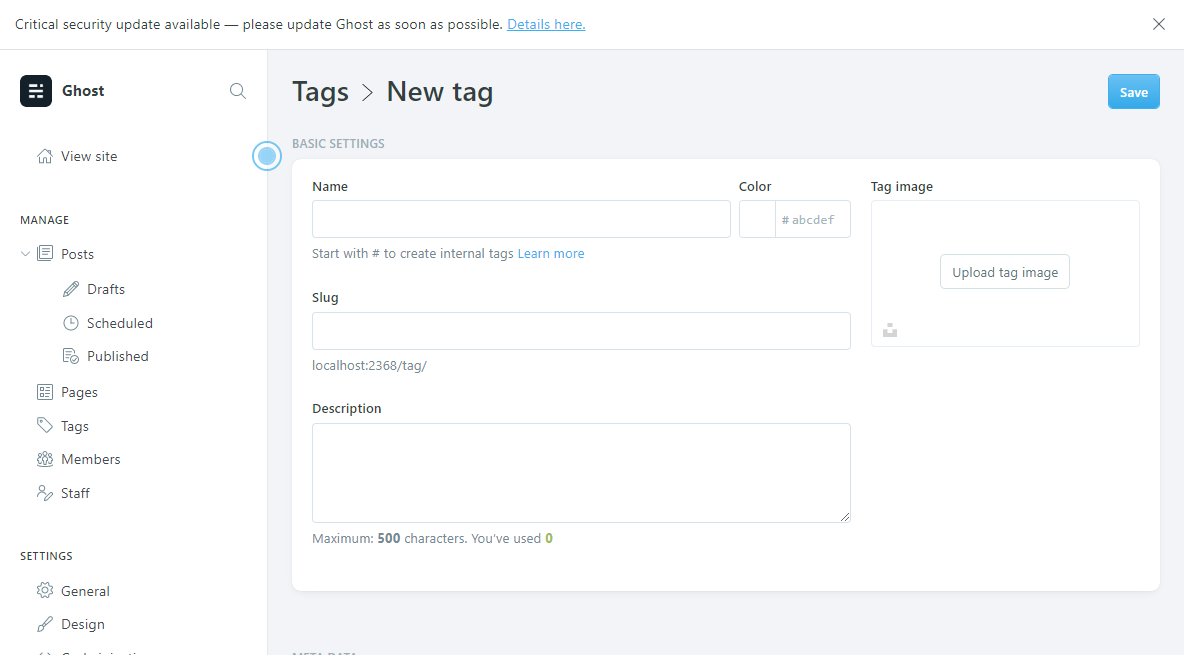 Critical security update available — please update Ghost as soon as possible. Details here.
Ghost
View site
MANAGE
Posts
Drafts
Scheduled
Published
Pages
Tags
Members
Staff
SETTINGS
General
Design
Tags > New tag
Save
BASIC SETTINGS
Name
Color
# abcdef
Start with # to create internal tags Learn more
Slug
localhost:2368/tag/
Description
Maximum: 500 characters. You've used 0
Tag image
Upload tag image
META DATA